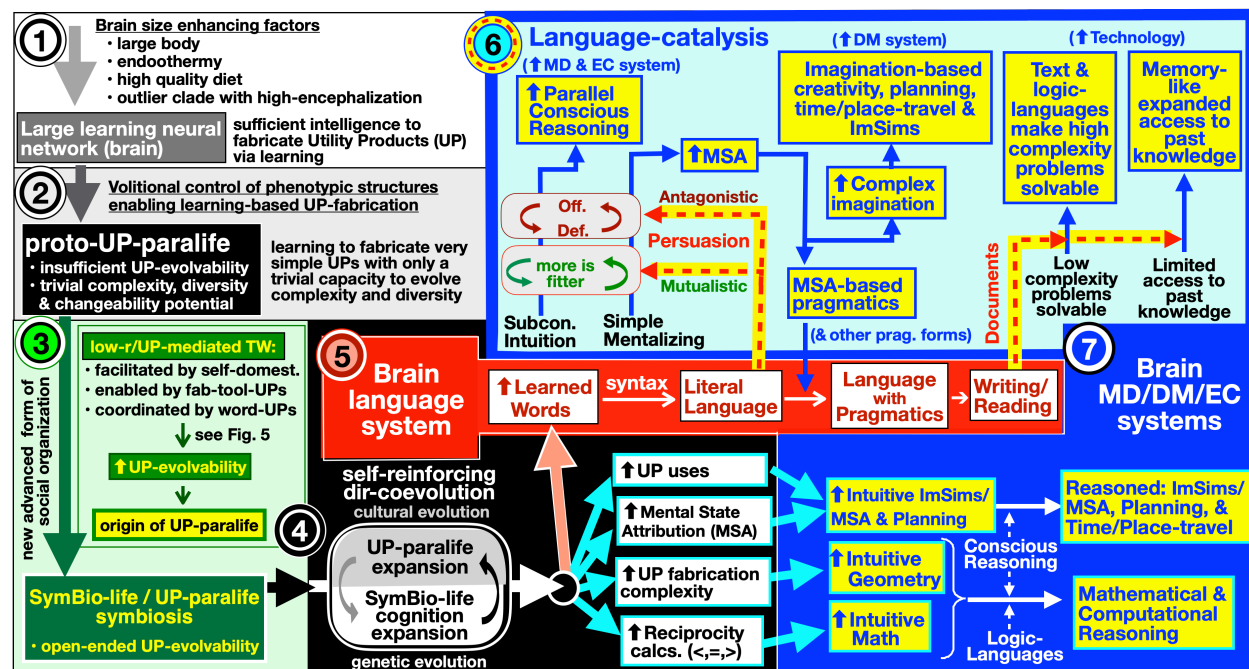 1
Brain size enhancing factors
· large body
· endoothermy
· high quality diet
· outlier clade with high-encephalization
Large learning neural
network (brain)
sufficient intelligence to
fabricate Utility Products (UP)
via learning
2
Volitional control of phenotypic structures
enabling learning-based UP-fabrication
proto-UP-paralife
· insufficient UP-evolvability
· trivial complexity, diversity
& changeability potential
learning to fabricate very
simple UPs with only a
trivial capacity to evolve
complexity and diversity
3
new advanced form of
social organization
low-r/UP-mediated TW:
· facilitated by self-domest.
· enabled by fab-tool-UPs
· coordinated by word-UPs
see Fig. 5
⬆UP-evolvability
origin of UP-paralife
SymBio-life / UP-paralife
symbiosis
· open-ended UP-evolvability
4
self-reinforcing
dir-coevolution
cultural evolution
UP-paralife
expansion
SymBio-life
cognition
expansion
genetic evolution
5
Brain
language
system
⬆Learned
Words
syntax
Literal
Language
Language
with
Pragmatics
Writing/
Reading
6
Language-catalysis
(⬆MD & EC system)
⬆Parallel
Conscious
Reasoning
(⬆DM system)
Imagination-based
creativity, planning,
time/place-travel &
ImSims
(⬆Technology)
Text &
logic-
languages
make high
complexity
problems
solvable
Memory-
like
expanded
access to
past
knowledge
⬆MSA
⬆Complex
imagination
Off.
Def.
more is
fitter
Antagonistic
Persuasion
Mutualistic
MSA-based
pragmatics
(& other prag. forms)
Subcon.
Intuition
Simple
Mentalizing
Documents
Low
complexity
problems
solvable
Limited
access to
past
knowledge
7
Brain
MD/DM/EC
systems
⬆UP uses
⬆Mental State
Attribution (MSA)
⬆UP fabrication
complexity
⬆Reciprocity
calcs. (<,=,>)
⬆Intuitive ImSims/
MSA & Planning
⬆Intuitive
Geometry
⬆Intuitive
Math
Conscious
Reasoning
Logic-
Languages
Reasoned: ImSims/
MSA, Planning, &
Time/Place-travel
Mathematical &
Computational
Reasoning